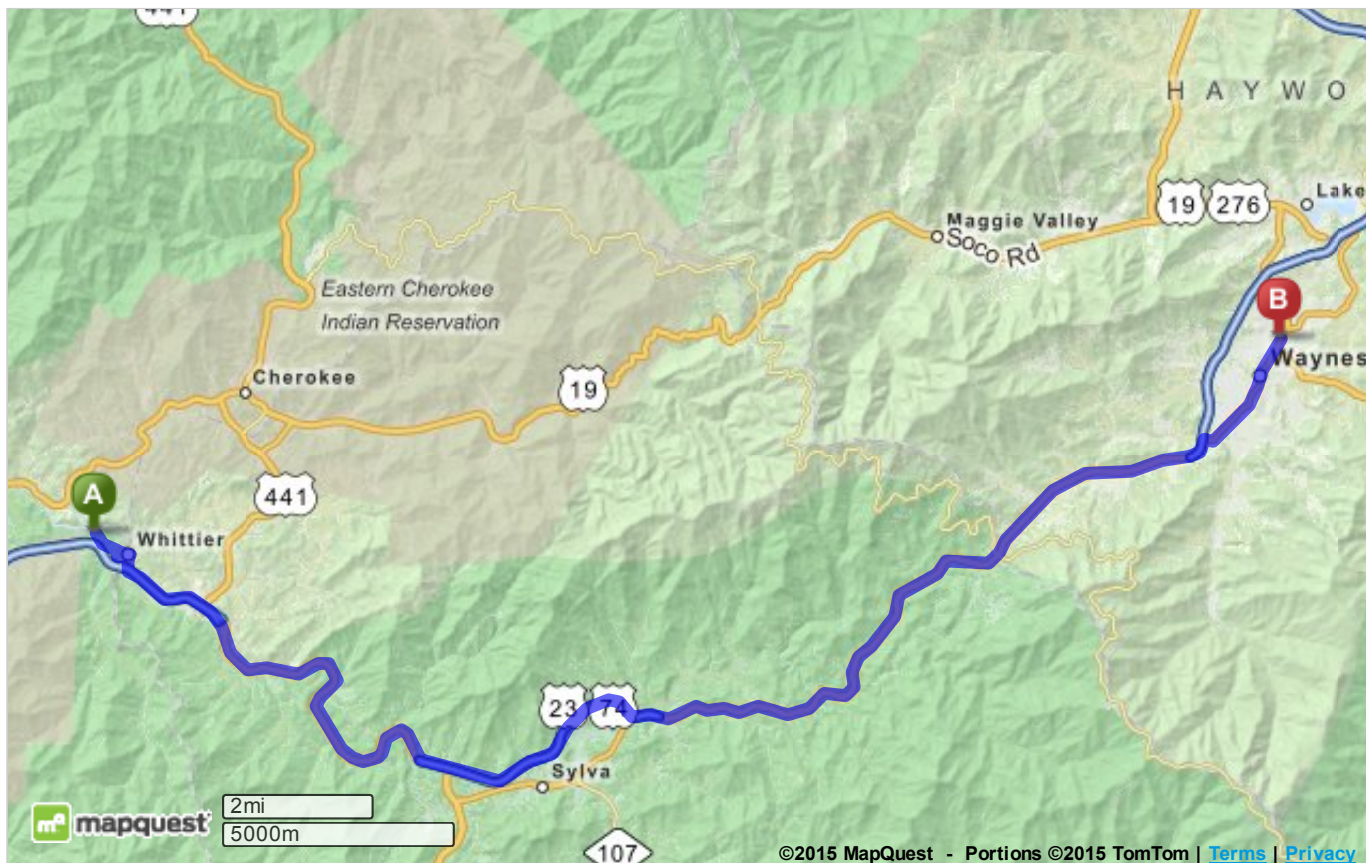 441
H A Y W O
Lake
19 276
Maggie Valley
Soco Rd
Eastern Cherokee
Indian Reservation
B
Waynes
Cherokee
19
A
441
Whittier
23 74
Sylva
mapquest
2mi
5000m
107
©2015 MapQuest - Portions ©2015 TomTom | Terms | Privacy